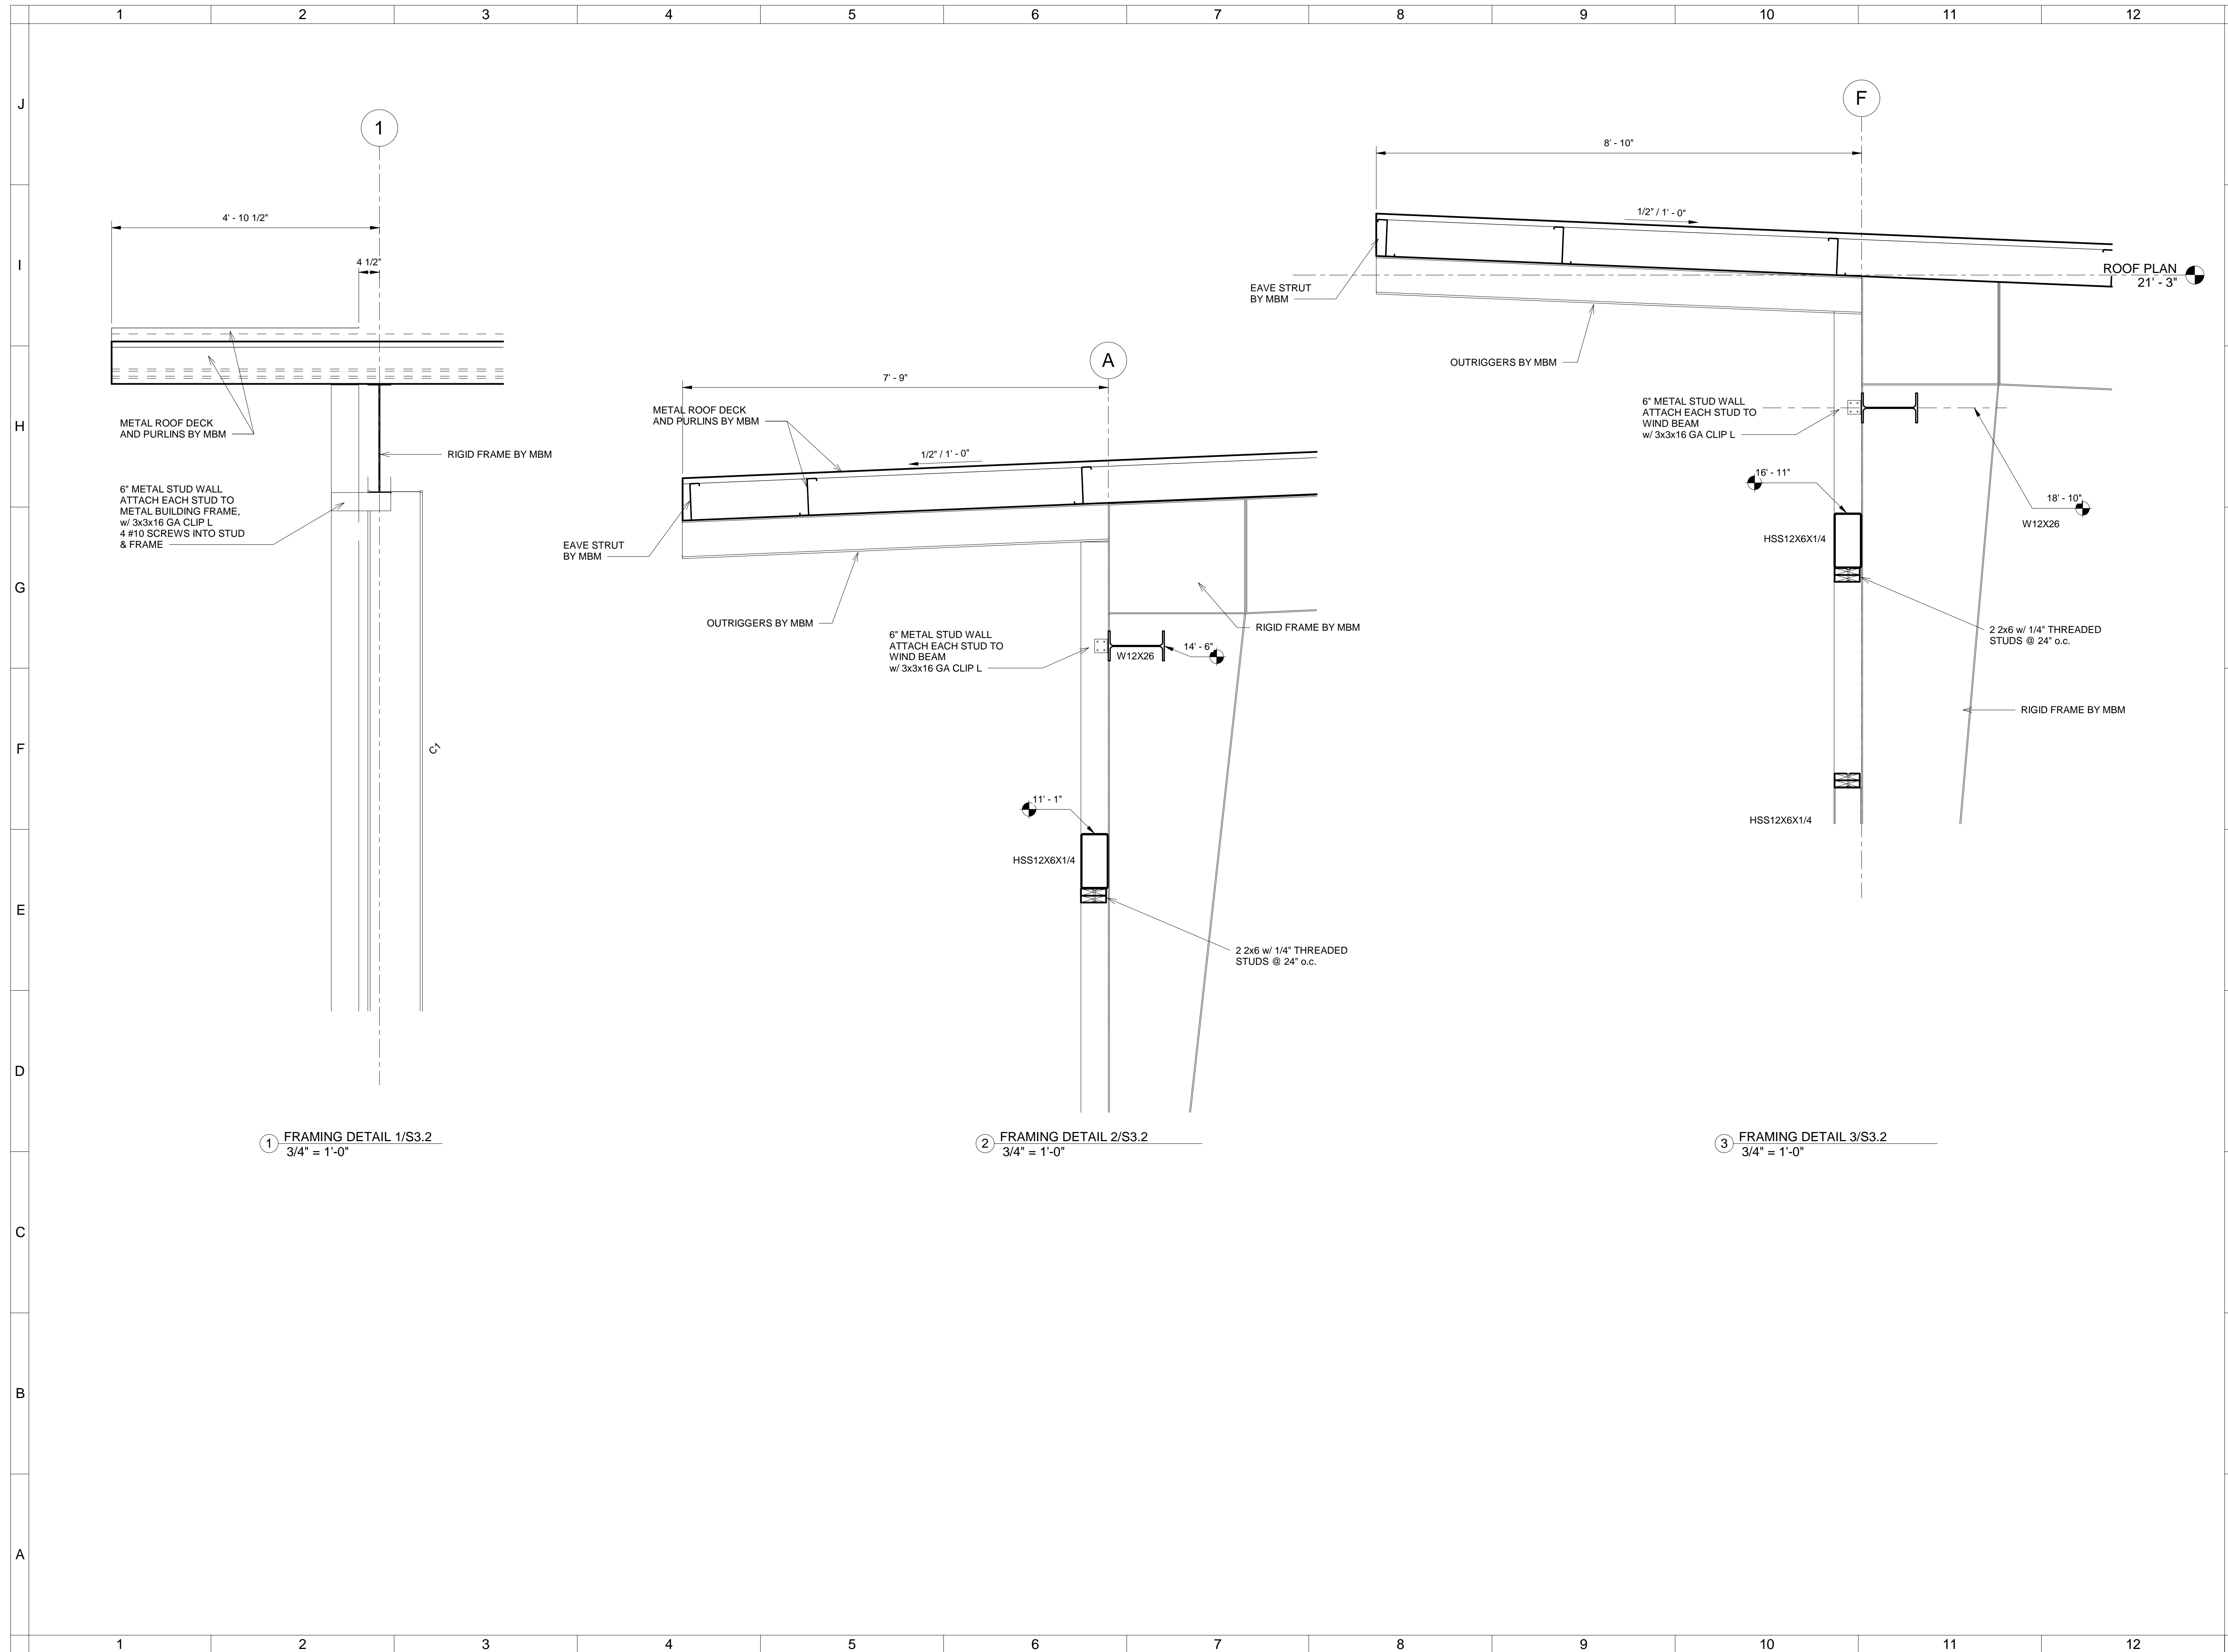 1 2 3 4 5 6 7 8 9 10 11 12
J
I
H
G
F
E
D
C
B
A
1
4' - 10 1/2"
4 1/2"
METAL ROOF DECK
AND PURLINS BY MBM
RIGID FRAME BY MBM
6" METAL STUD WALL
ATTACH EACH STUD TO
METAL BUILDING FRAME,
w/ 3x3x16 GA CLIP L
4 #10 SCREWS INTO STUD
& FRAME
C1
1 FRAMING DETAIL 1/S3.2
3/4" = 1'-0"
A
7' - 9"
METAL ROOF DECK
AND PURLINS BY MBM
1/2" / 1' - 0"
EAVE STRUT
BY MBM
OUTRIGGERS BY MBM
6" METAL STUD WALL
ATTACH EACH STUD TO
WIND BEAM
w/ 3x3x16 GA CLIP L
RIGID FRAME BY MBM
14' - 6"
W12X26
11' - 1"
HSS12X6X1/4
2 2x6 w/ 1/4" THREADED
STUDS @ 24" o.c.
2 FRAMING DETAIL 2/S3.2
3/4" = 1'-0"
F
8' - 10"
1/2" / 1' - 0"
ROOF PLAN
21' - 3"
EAVE STRUT
BY MBM
OUTRIGGERS BY MBM
6" METAL STUD WALL
ATTACH EACH STUD TO
WIND BEAM
w/ 3x3x16 GA CLIP L
16' - 11"
18' - 10"
W12X26
HSS12X6X1/4
2 2x6 w/ 1/4" THREADED
STUDS @ 24" o.c.
RIGID FRAME BY MBM
HSS12X6X1/4
3 FRAMING DETAIL 3/S3.2
3/4" = 1'-0"
1 2 3 4 5 6 7 8 9 10 11 12